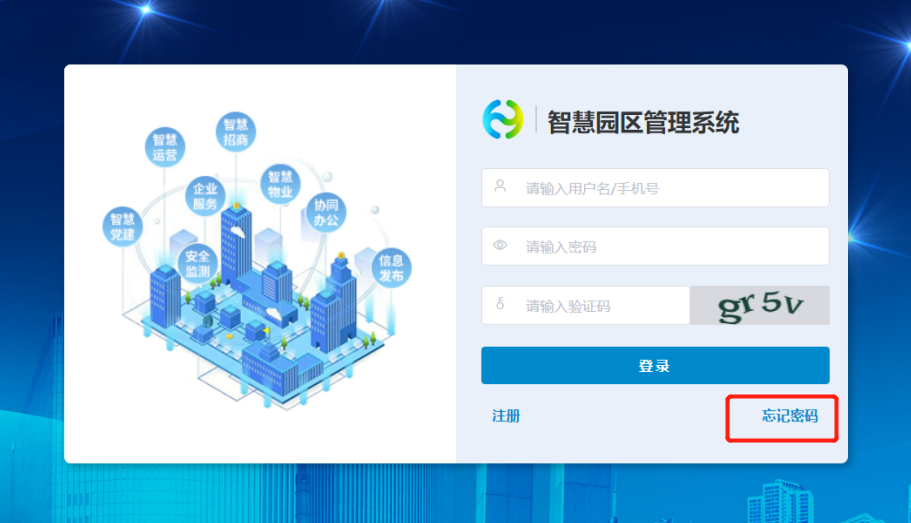 智慧园区管理系统
请输入用户名/手机号
请输入密码
请输入验证码
gr5v
登录
注册
忘记密码
智慧
运营
智慧
招商
企业
服务
智慧
物业
协同
办公
智慧
党建
安全
监测
信息
发布